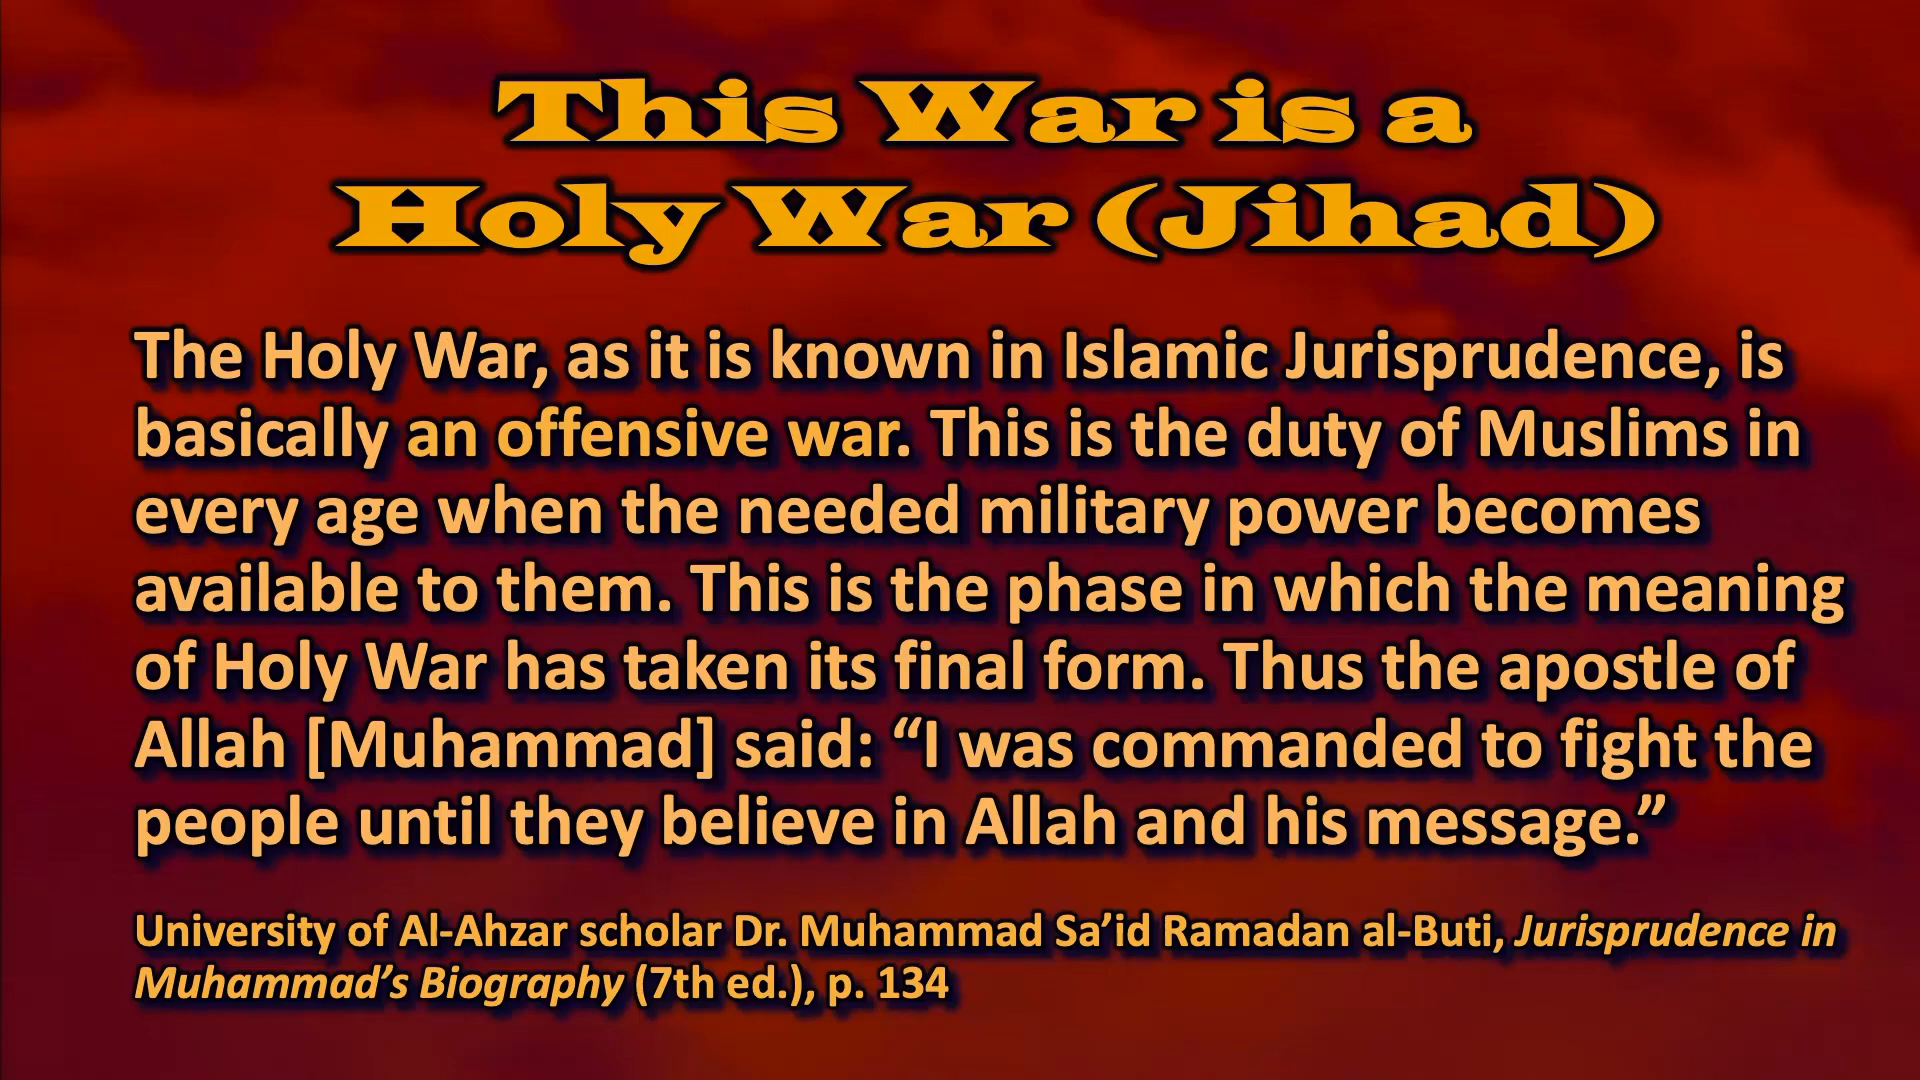 This War is a
Holy War (Jihad)
The Holy War, as it is known in Islamic Jurisprudence, is
basically an offensive war. This is the duty of Muslims in
every age when the needed military power becomes
available to them. This is the phase in which the meaning
of Holy War has taken its final form. Thus the apostle of
Allah [Muhammad] said: “I was commanded to fight the
people until they believe in Allah and his message.”
University of Al-Ahzar scholar Dr. Muhammad Sa’id Ramadan al-Buti, Jurisprudence in
Muhammad’s Biography (7th ed.), p. 134